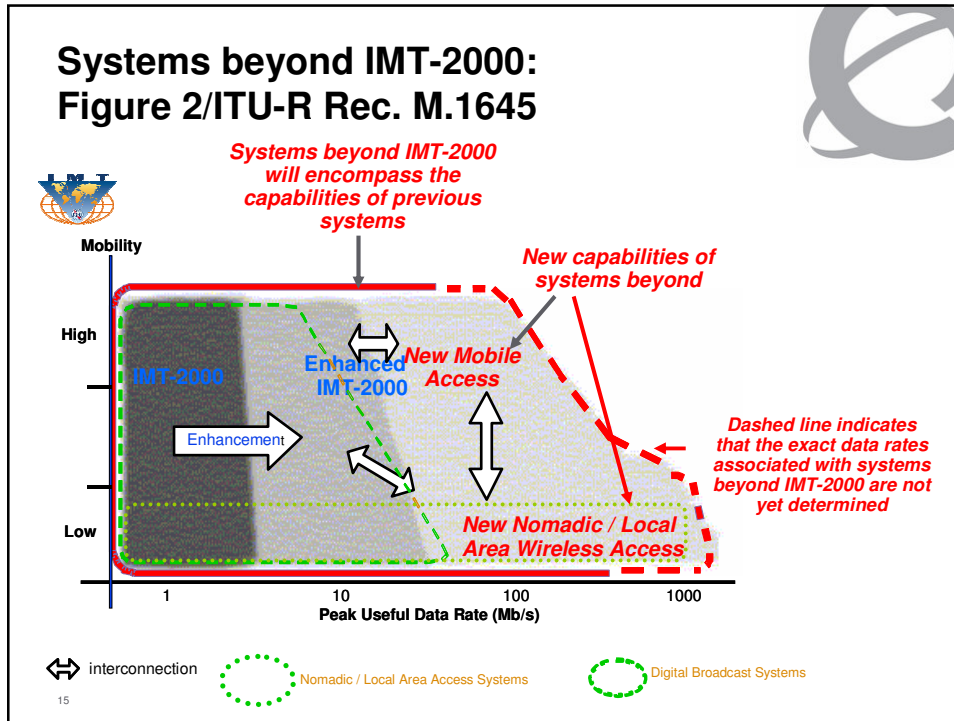 Systems beyond IMT-2000:
Figure 2/ITU-R Rec. M.1645
Systems beyond IMT-2000
will encompass the
capabilities of previous
systems
IMT
Mobility
New capabilities of
systems beyond
High
IMT-2000
Enhanced
IMT-2000
New Mobile
Access
Enhancement
Dashed line indicates
that the exact data rates
associated with systems
beyond IMT-2000 are not
yet determined
Low
New Nomadic / Local
Area Wireless Access
1 10 100 1000
Peak Useful Data Rate (Mb/s)
interconnection
Nomadic / Local Area Access Systems
Digital Broadcast Systems
15